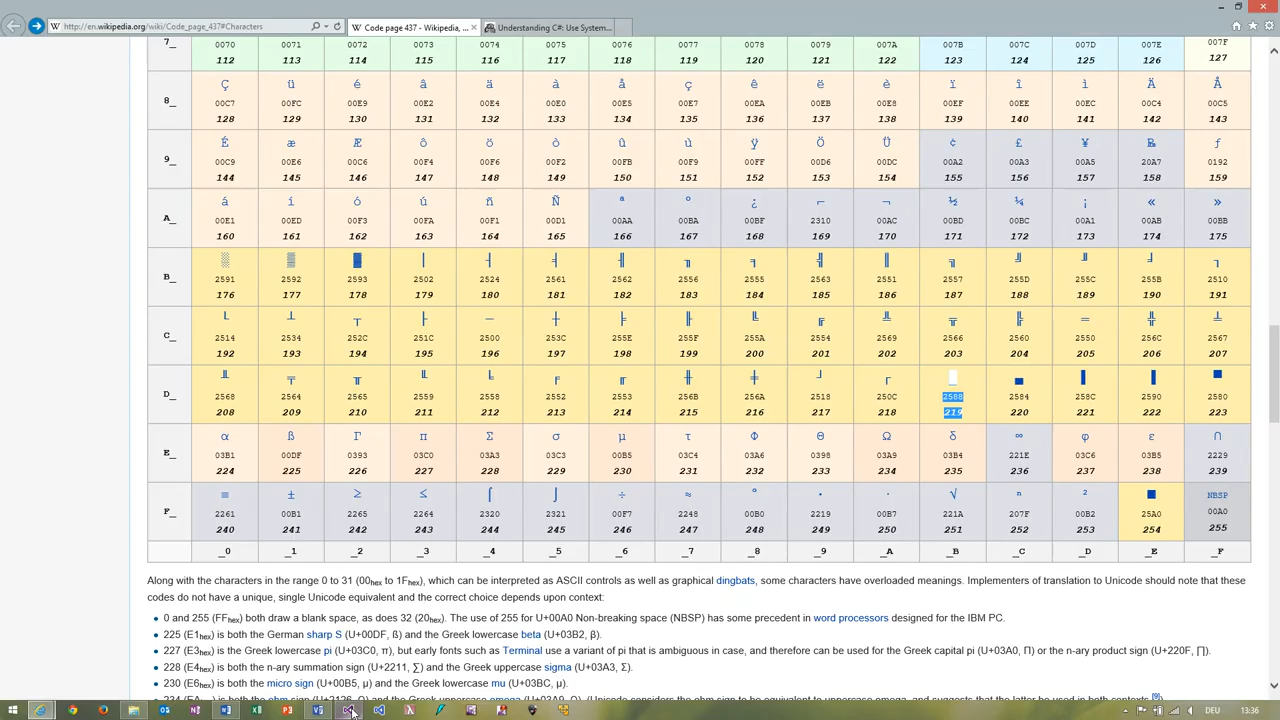 http://en.wikipedia.org/wiki/Code_page_437#Characters
Code page 437 - Wikipedia, ...
Understanding C#: Use System...
7_ 0070 0071 0072 0073 0074 0075 0076 0077 0078 0079 007A 007B 007C 007D 007E 007F
112 113 114 115 116 117 118 119 120 121 122 123 124 125 126 127
Ç ü é â ä à å ç ê ë è ï î ì Ä Å
8_ 00C7 00FC 00E9 00E2 00E4 00E0 00E5 00E7 00EA 00EB 00E8 00EF 00EE 00EC 00C4 00C5
128 129 130 131 132 133 134 135 136 137 138 139 140 141 142 143
É æ Æ ô ö ò û ù ÿ Ö Ü ¢ £ ¥ ₧ ƒ
9_ 00C9 00E6 00C6 00F4 00F6 00F2 00FB 00F9 00FF 00D6 00DC 00A2 00A3 00A5 20A7 0192
144 145 146 147 148 149 150 151 152 153 154 155 156 157 158 159
á í ó ú ñ Ñ ª º ¿ ⌐ ¬ ½ ¼ ¡ « »
A_ 00E1 00ED 00F3 00FA 00F1 00D1 00AA 00BA 00BF 2310 00AC 00BD 00BC 00A1 00AB 00BB
160 161 162 163 164 165 166 167 168 169 170 171 172 173 174 175
░ ▒ ▓ │ ┤ ╡ ╢ ╖ ╕ ╣ ║ ╗ ╝ ╜ ╛ ┐
B_ 2591 2592 2593 2502 2524 2561 2562 2556 2555 2563 2551 2557 255D 255C 255B 2510
176 177 178 179 180 181 182 183 184 185 186 187 188 189 190 191
└ ┴ ┬ ├ ─ ┼ ╞ ╟ ╚ ╔ ╩ ╦ ╠ ═ ╬ ╧
C_ 2514 2534 252C 251C 2500 253C 255E 255F 255A 2554 2569 2566 2560 2550 256C 2567
192 193 194 195 196 197 198 199 200 201 202 203 204 205 206 207
╨ ╤ ╥ ╙ ╘ ╒ ╓ ╫ ╪ ┘ ┌ █ ▄ ▌ ▐ ▀
D_ 2568 2564 2565 2559 2558 2552 2553 256B 256A 2518 250C 2588 2584 258C 2590 2580
208 209 210 211 212 213 214 215 216 217 218 219 220 221 222 223
α ß Γ π Σ σ µ τ Φ Θ Ω δ ∞ φ ε ∩
E_ 03B1 00DF 0393 03C0 03A3 03C3 00B5 03C4 03A6 0398 03A9 03B4 221E 03C6 03B5 2229
224 225 226 227 228 229 230 231 232 233 234 235 236 237 238 239
≡ ± ≥ ≤ ⌠ ⌡ ÷ ≈ ° ∙ · √ ⁿ ² ■ NBSP
F_ 2261 00B1 2265 2264 2320 2321 00F7 2248 00B0 2219 00B7 221A 207F 00B2 25A0 00A0
240 241 242 243 244 245 246 247 248 249 250 251 252 253 254 255
_0 _1 _2 _3 _4 _5 _6 _7 _8 _9 _A _B _C _D _E _F
Along with the characters in the range 0 to 31 (00hex to 1Fhex), which can be interpreted as ASCII controls as well as graphical dingbats, some characters have overloaded meanings. Implementers of translation to Unicode should note that these
codes do not have a unique, single Unicode equivalent and the correct choice depends upon context:
• 0 and 255 (FFhex) both draw a blank space, as does 32 (20hex). The use of 255 for U+00A0 Non-breaking space (NBSP) has some precedent in word processors designed for the IBM PC.
• 225 (E1hex) is both the German sharp S (U+00DF, ß) and the Greek lowercase beta (U+03B2, β).
• 227 (E3hex) is the Greek lowercase pi (U+03C0, π), but early fonts such as Terminal use a variant of pi that is ambiguous in case, and therefore can be used for the Greek capital pi (U+03A0, Π) or the n-ary product sign (U+220F, ∏).
• 228 (E4hex) is both the n-ary summation sign (U+2211, ∑) and the Greek uppercase sigma (U+03A3, Σ).
• 230 (E6hex) is both the micro sign (U+00B5, µ) and the Greek lowercase mu (U+03BC, μ).
DEU 13:36